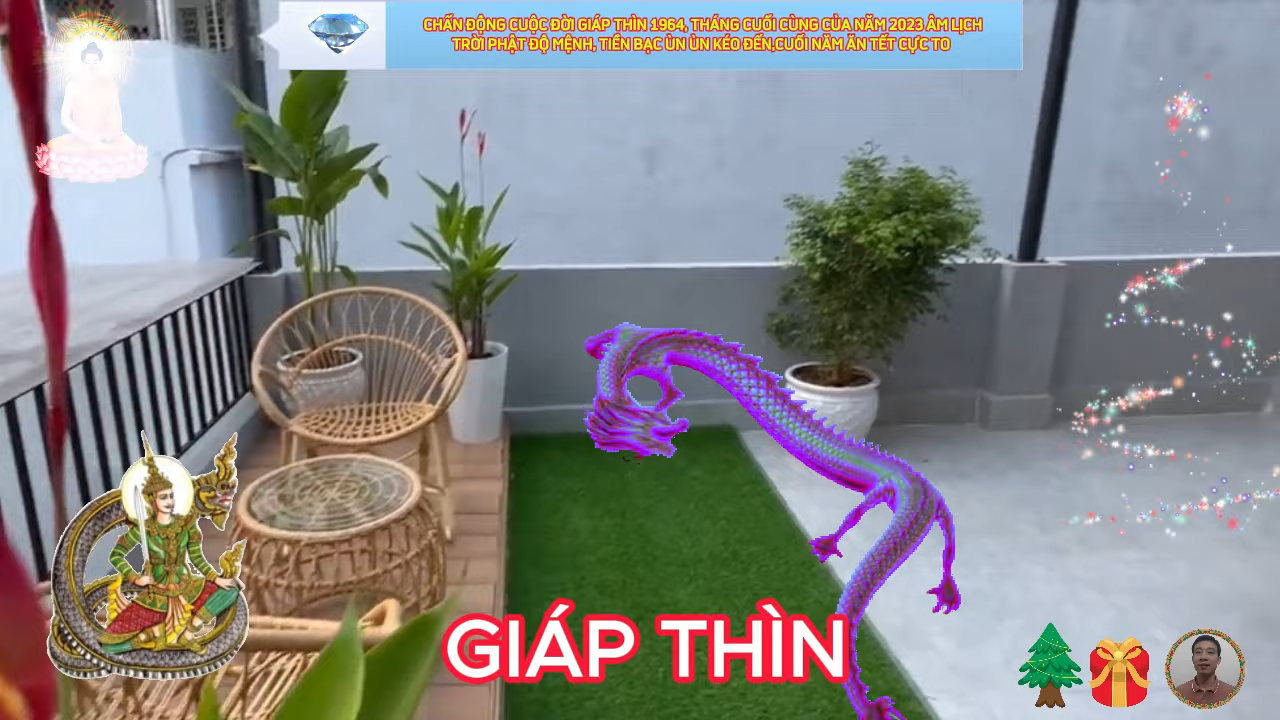 CHẤN ĐỘNG CUỘC ĐỜI GIÁP THÌN 1964, THÁNG CUỐI CÙNG CỦA NĂM 2023 ÂM LỊCH
TRỜI PHẬT ĐỘ MỆNH, TIỀN BẠC ÙN ÙN KÉO ĐẾN,CUỐI NĂM ĂN TẾT CỰC TO
GIÁP THÌN